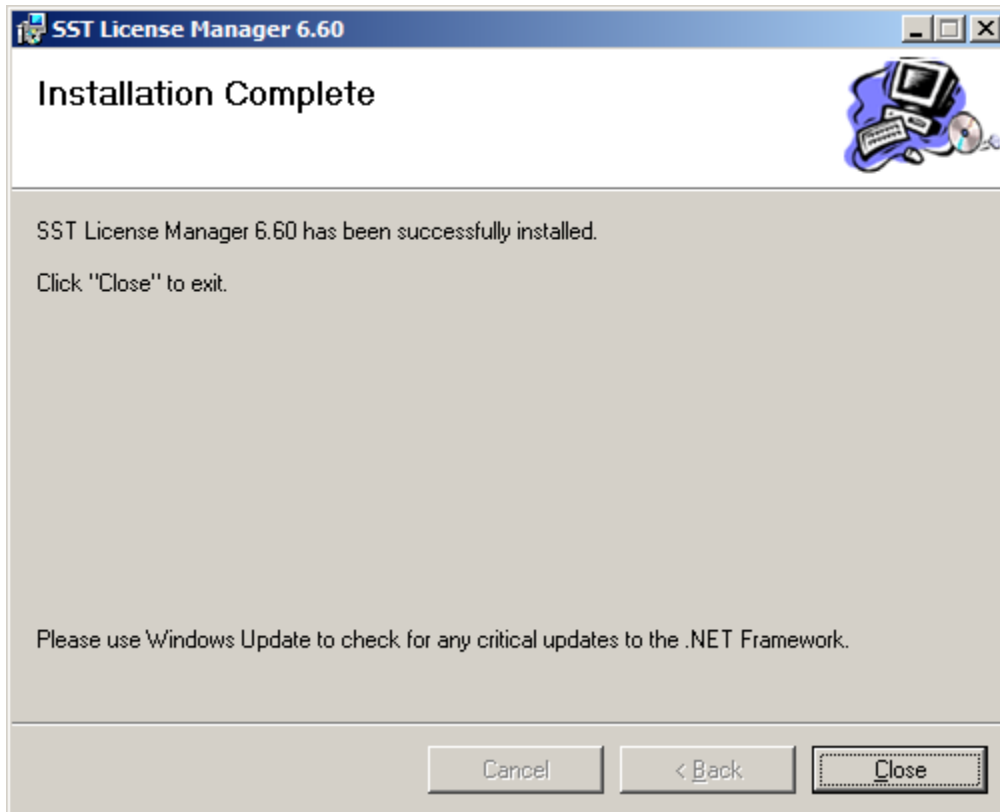 SST License Manager 6.60
Installation Complete
SST License Manager 6.60 has been successfully installed.
Click "Close" to exit.
Please use Windows Update to check for any critical updates to the .NET Framework.
Cancel
< Back
Close